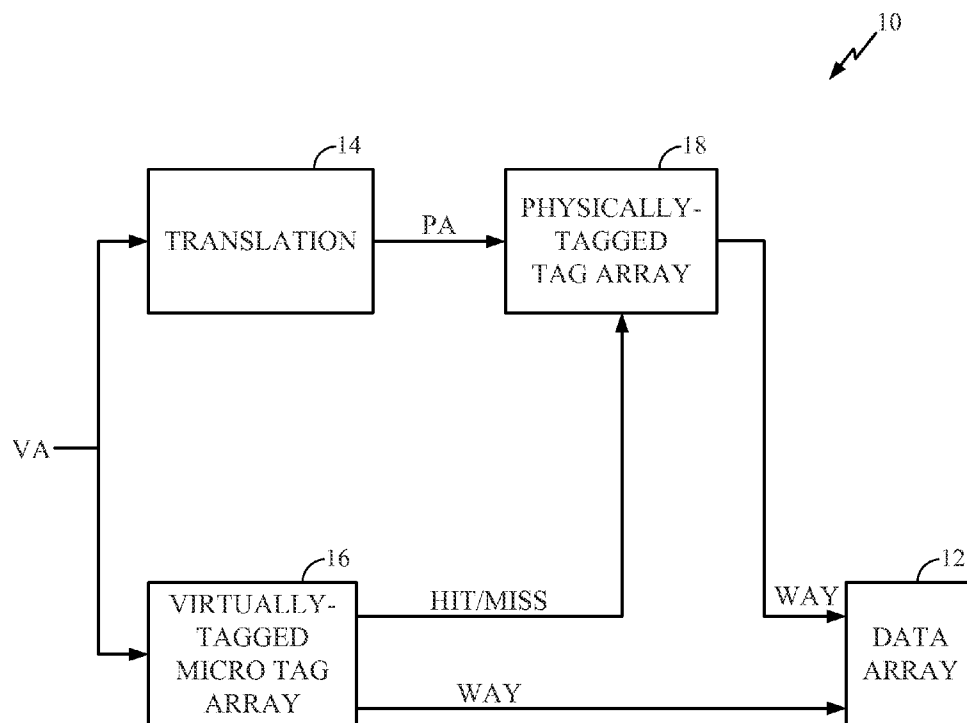 10
14
TRANSLATION
PA
18
PHYSICALLY-
TAGGED
TAG ARRAY
VA
16
VIRTUALLY-
TAGGED
MICRO TAG
ARRAY
HIT/MISS
WAY
WAY
12
DATA
ARRAY